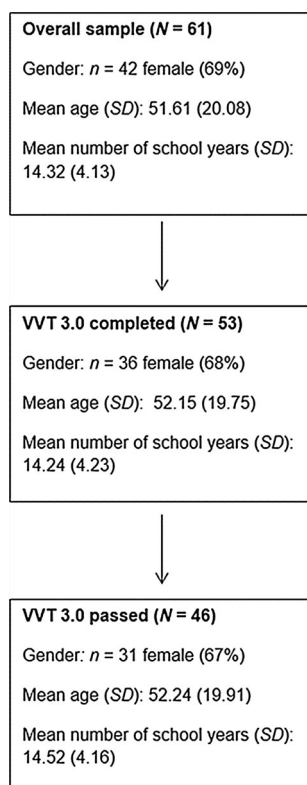 Overall sample (N = 61)
Gender: n = 42 female (69%)
Mean age (SD): 51.61 (20.08)
Mean number of school years (SD):
14.32 (4.13)
VVT 3.0 completed (N = 53)
Gender: n = 36 female (68%)
Mean age (SD):  52.15 (19.75)
Mean number of school years (SD):
14.24 (4.23)
VVT 3.0 passed (N = 46)
Gender: n = 31 female (67%)
Mean age (SD): 52.24 (19.91)
Mean number of school years (SD):
14.52 (4.16)